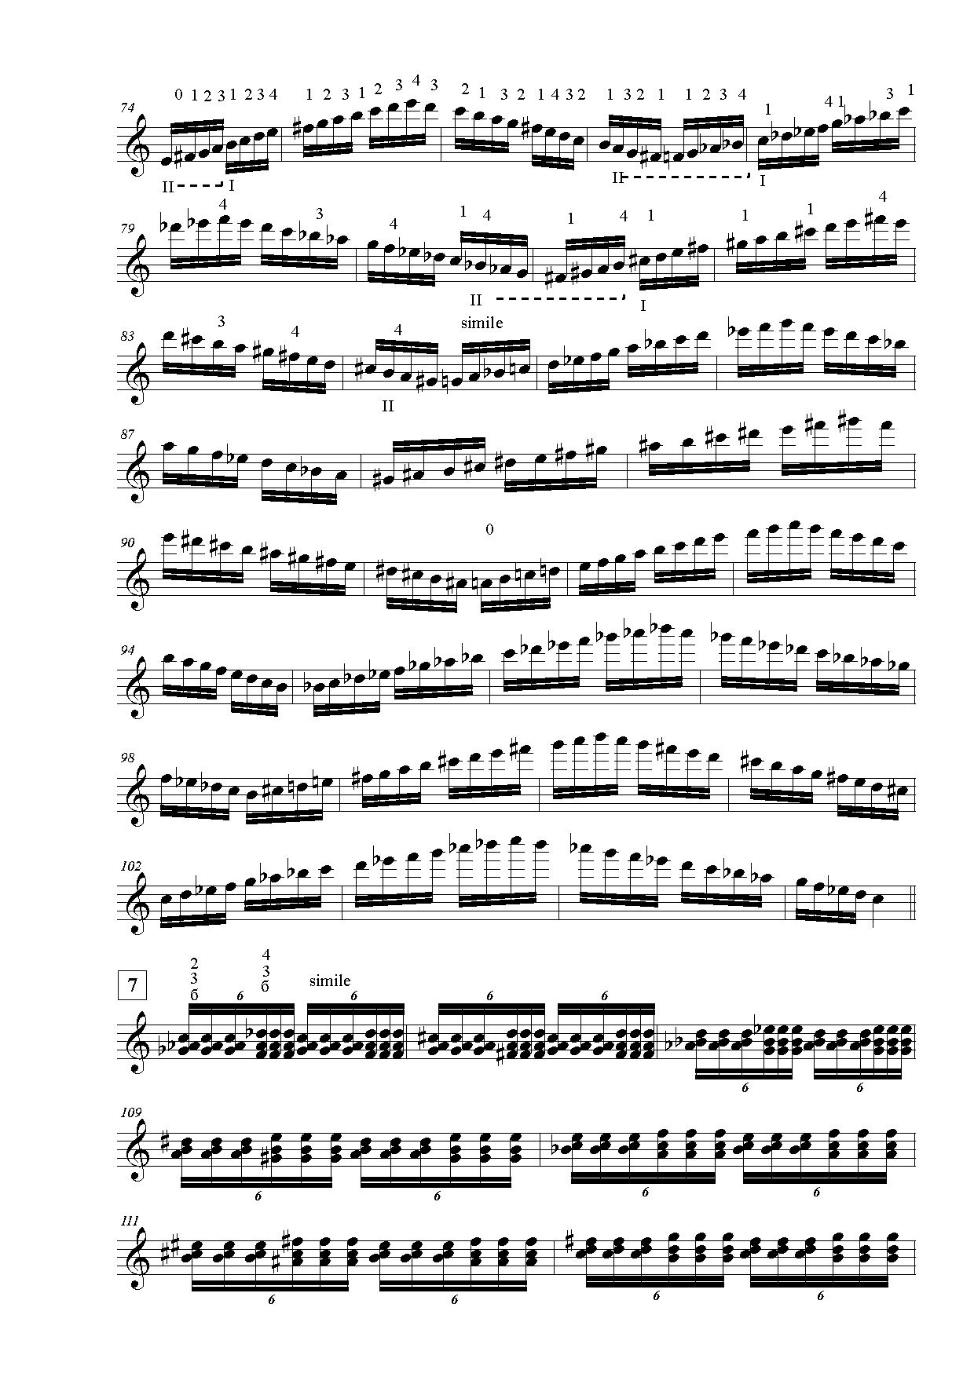 0 1 2 3 1 2 3 4 1 2 3 1 2 3 4 3 2 1 3 2 1 4 3 2 1 3 2 1 1 2 3 4 1 4 1 3 1
74
II I II I
4 3 4 1 4 1 4 1 1 1 4
79
II I
3 4 4 simile
83
II
87
0
90
94
98
102
2 4
3 3 simile
7 6 6 6 6 6 6
6 6
109
6 6 6 6
111
6 6 6 6